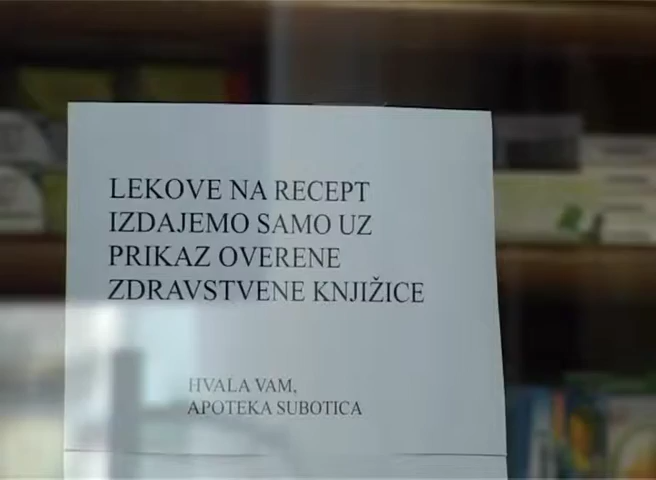 LEKOVE NA RECEPT
IZDAJEMO SAMO UZ
PRIKAZ OVERENE
ZDRAVSTVENE KNJIŽICE
HVALA VAM,
APOTEKA SUBOTICA